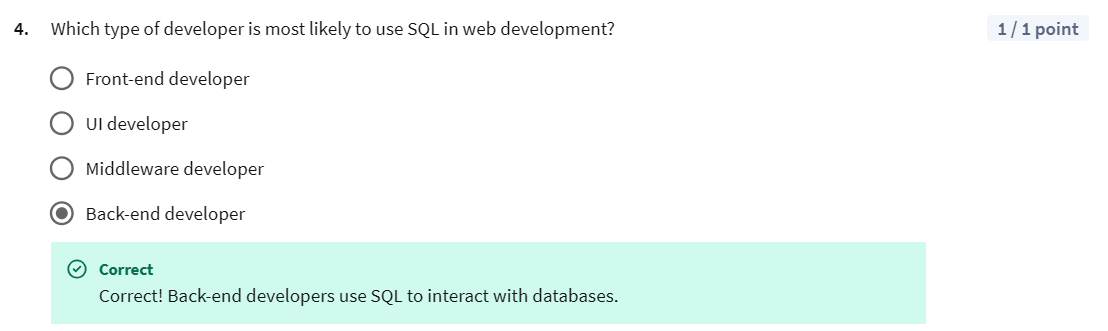 4. Which type of developer is most likely to use SQL in web development? 1 / 1 point
Front-end developer
UI developer
Middleware developer
Back-end developer
Correct
Correct! Back-end developers use SQL to interact with databases.